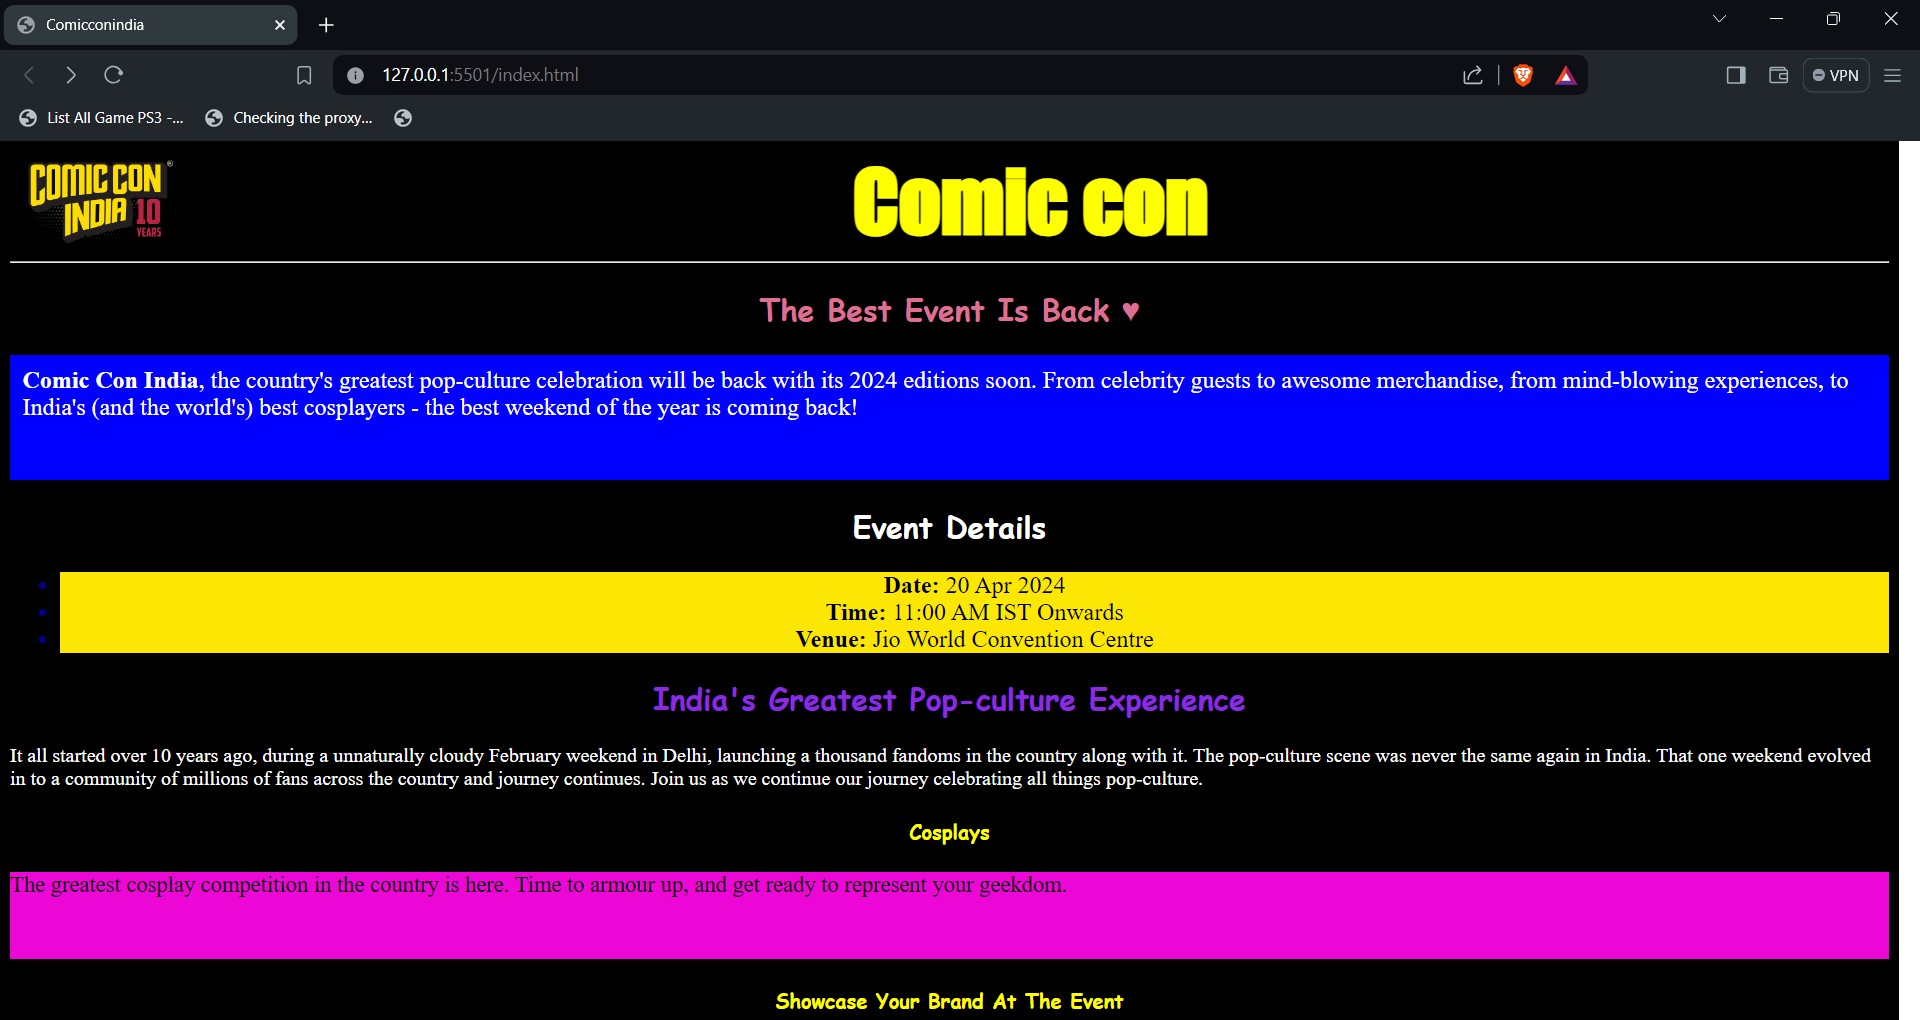 Comicconindia
127.0.0.1:5501/index.html
VPN
List All Game PS3 -...
Checking the proxy...
COMIC CON®
INDIA 10
YEARS
Comic con
The Best Event Is Back ♥
Comic Con India, the country's greatest pop-culture celebration will be back with its 2024 editions soon. From celebrity guests to awesome merchandise, from mind-blowing experiences, to
India's (and the world's) best cosplayers - the best weekend of the year is coming back!
Event Details
Date: 20 Apr 2024
Time: 11:00 AM IST Onwards
Venue: Jio World Convention Centre
India's Greatest Pop-culture Experience
It all started over 10 years ago, during a unnaturally cloudy February weekend in Delhi, launching a thousand fandoms in the country along with it. The pop-culture scene was never the same again in India. That one weekend evolved
in to a community of millions of fans across the country and journey continues. Join us as we continue our journey celebrating all things pop-culture.
Cosplays
The greatest cosplay competition in the country is here. Time to armour up, and get ready to represent your geekdom.
Showcase Your Brand At The Event